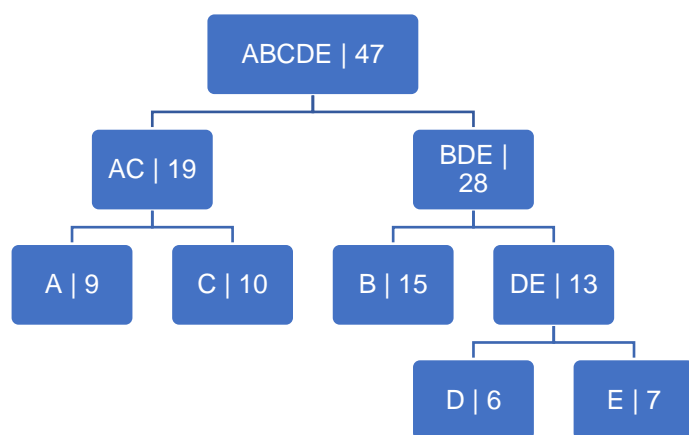 ABCDE | 47
AC | 19
BDE |
28
A | 9
C | 10
B | 15
DE | 13
D | 6
E | 7